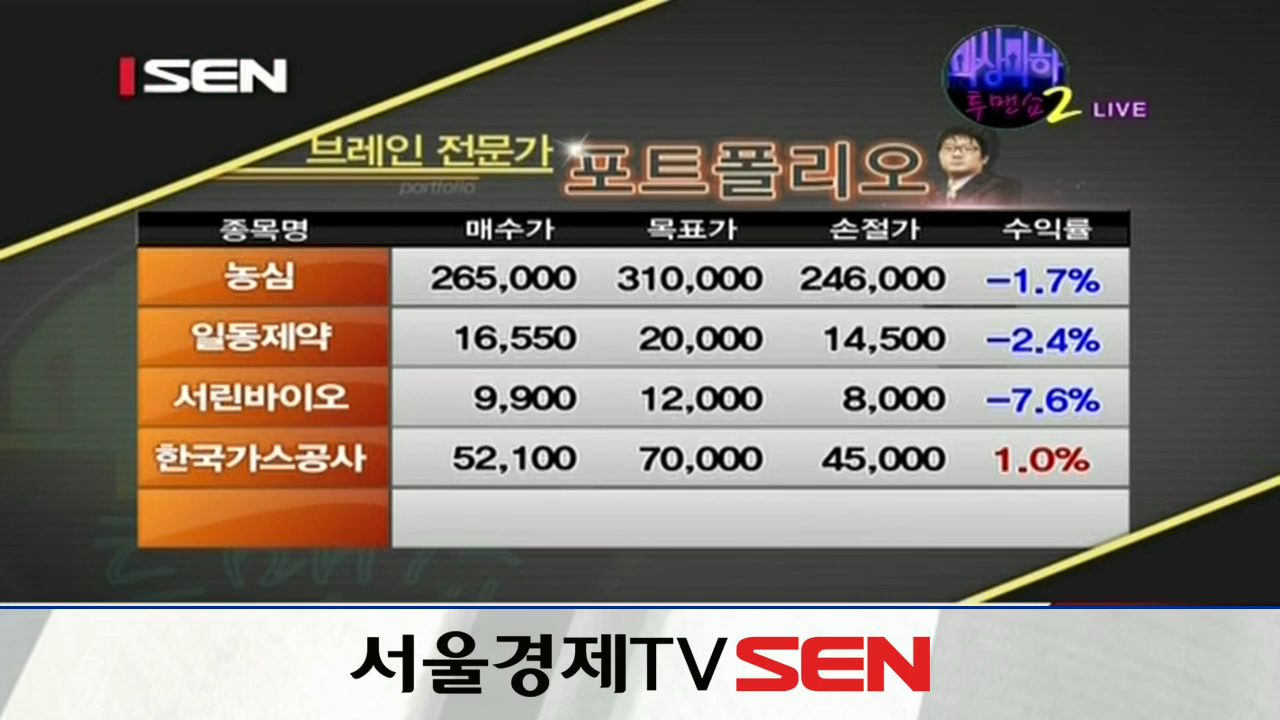 SEN
파상마하
투맨쇼2 LIVE
브레인 전문가 포트폴리오
portfolio
종목명 매수가 목표가 손절가 수익률
농심 265,000 310,000 246,000 -1.7%
일동제약 16,550 20,000 14,500 -2.4%
서린바이오 9,900 12,000 8,000 -7.6%
한국가스공사 52,100 70,000 45,000 1.0%
서울경제TV SEN